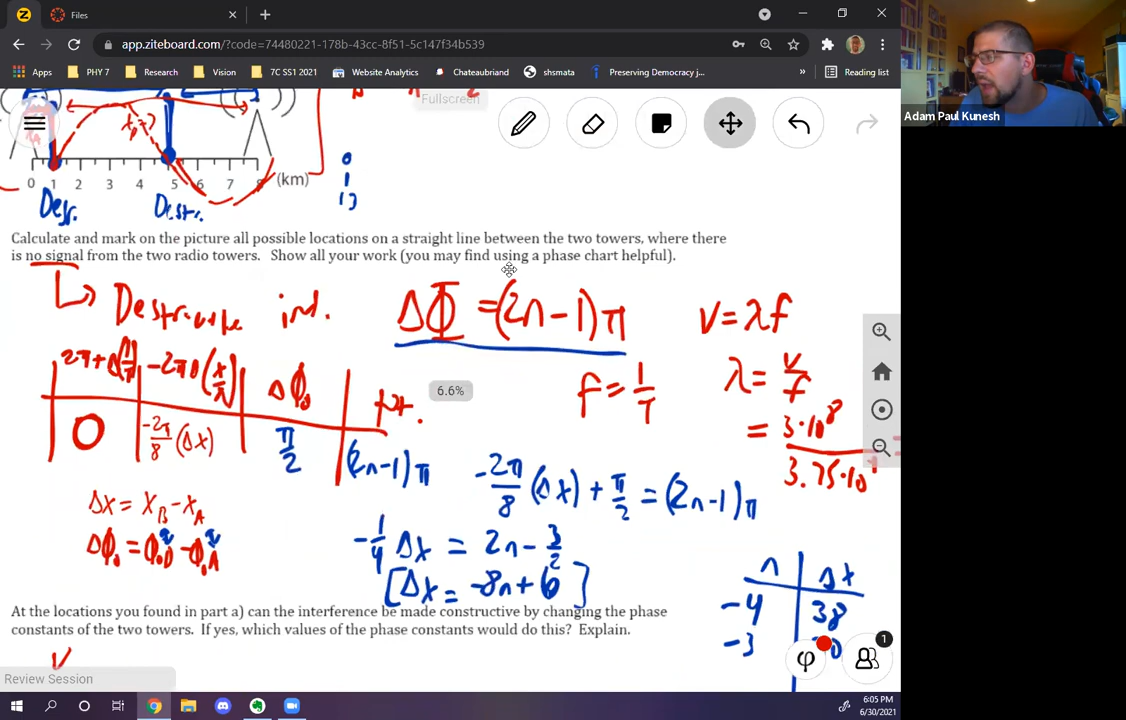 Files
app.ziteboard.com/?code=74480221-178b-43cc-8f51-5c147f34b539
Apps PHY 7 Research Vision 7C SS1 2021 Website Analytics Chateaubriand shsmata Preserving Democracy j... » Reading list
Fullscreen
Adam Paul Kunesh
0 1 2 3 4 5 6 7 8 (km)
Destr. Destr.
Calculate and mark on the picture all possible locations on a straight line between the two towers, where there
is no signal from the two radio towers. Show all your work (you may find using a phase chart helpful).
Destructive int.
ΔΦ = (2n-1)π
v = λf
f = 1/T
λ = v/f
= 3·10⁸
3.75·10
ΔΦ₀
6.6%
0
-2π/8 (Δx)
π/2
(2n-1)π
-2π/8 (Δx) + π/2 = (2n-1)π
Δx = x_B - x_A
-1/4 Δx = 2n - 3/2
[Δx = -8n + 6]
n Δx
-4 38
-3
At the locations you found in part a) can the interference be made constructive by changing the phase
constants of the two towers. If yes, which values of the phase constants would do this? Explain.
1
Review Session
6:05 PM
6/30/2021